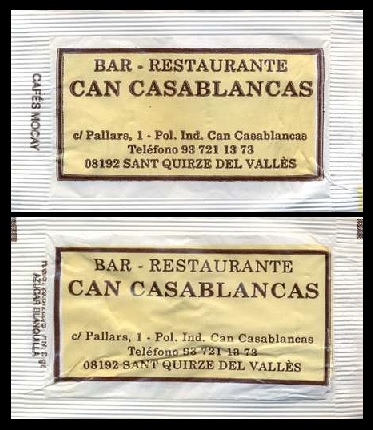 CAFÉS MOCAY
BAR - RESTAURANTE
CAN CASABLANCAS
c/ Pallars, 1 - Pol. Ind. Can Casablancas
Teléfono 93 721 13 73
08192 SANT QUIRZE DEL VALLÈS
AZUCAR BLANQUILLA
BAR - RESTAURANTE
CAN CASABLANCAS
c/ Pallars, 1 - Pol. Ind. Can Casablancas
Teléfono 93 721 13 73
08192 SANT QUIRZE DEL VALLÈS